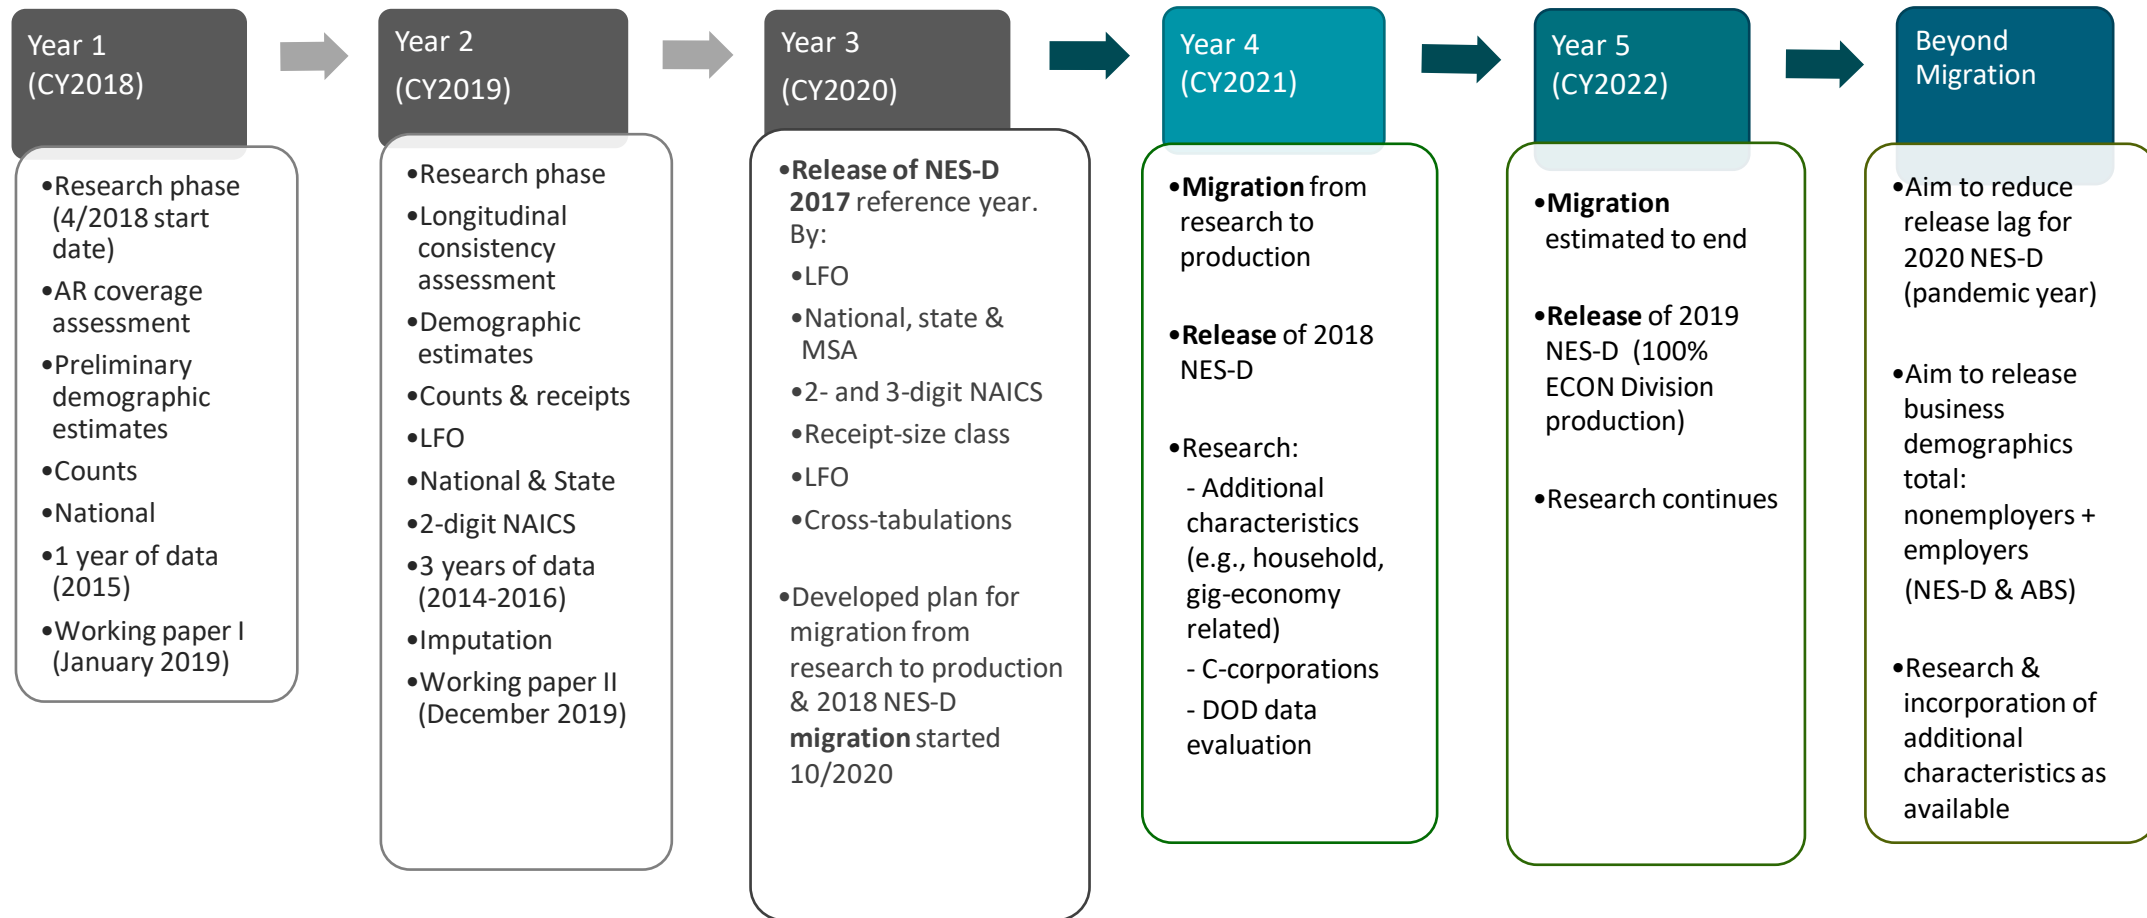 Year 1
(CY2018)
•Research phase
(4/2018 start
date)
•AR coverage
assessment
•Preliminary
demographic
estimates
•Counts
•National
•1 year of data
(2015)
•Working paper I
(January 2019)
Year 2
(CY2019)
•Research phase
•Longitudinal
consistency
assessment
•Demographic
estimates
•Counts & receipts
•LFO
•National & State
•2-digit NAICS
•3 years of data
(2014-2016)
•Imputation
•Working paper II
(December 2019)
Year 3
(CY2020)
•Release of NES-D
2017 reference year.
By:
•LFO
•National, state &
MSA
•2- and 3-digit NAICS
•Receipt-size class
•LFO
•Cross-tabulations
•Developed plan for
migration from
research to production
& 2018 NES-D
migration started
10/2020
Year 4
(CY2021)
•Migration from
research to
production
•Release of 2018
NES-D
•Research:
- Additional
characteristics
(e.g., household,
gig-economy
related)
- C-corporations
- DOD data
evaluation
Year 5
(CY2022)
•Migration
estimated to end
•Release of 2019
NES-D (100%
ECON Division
production)
•Research continues
Beyond
Migration
•Aim to reduce
release lag for
2020 NES-D
(pandemic year)
•Aim to release
business
demographics
total:
nonemployers +
employers
(NES-D & ABS)
•Research &
incorporation of
additional
characteristics as
available